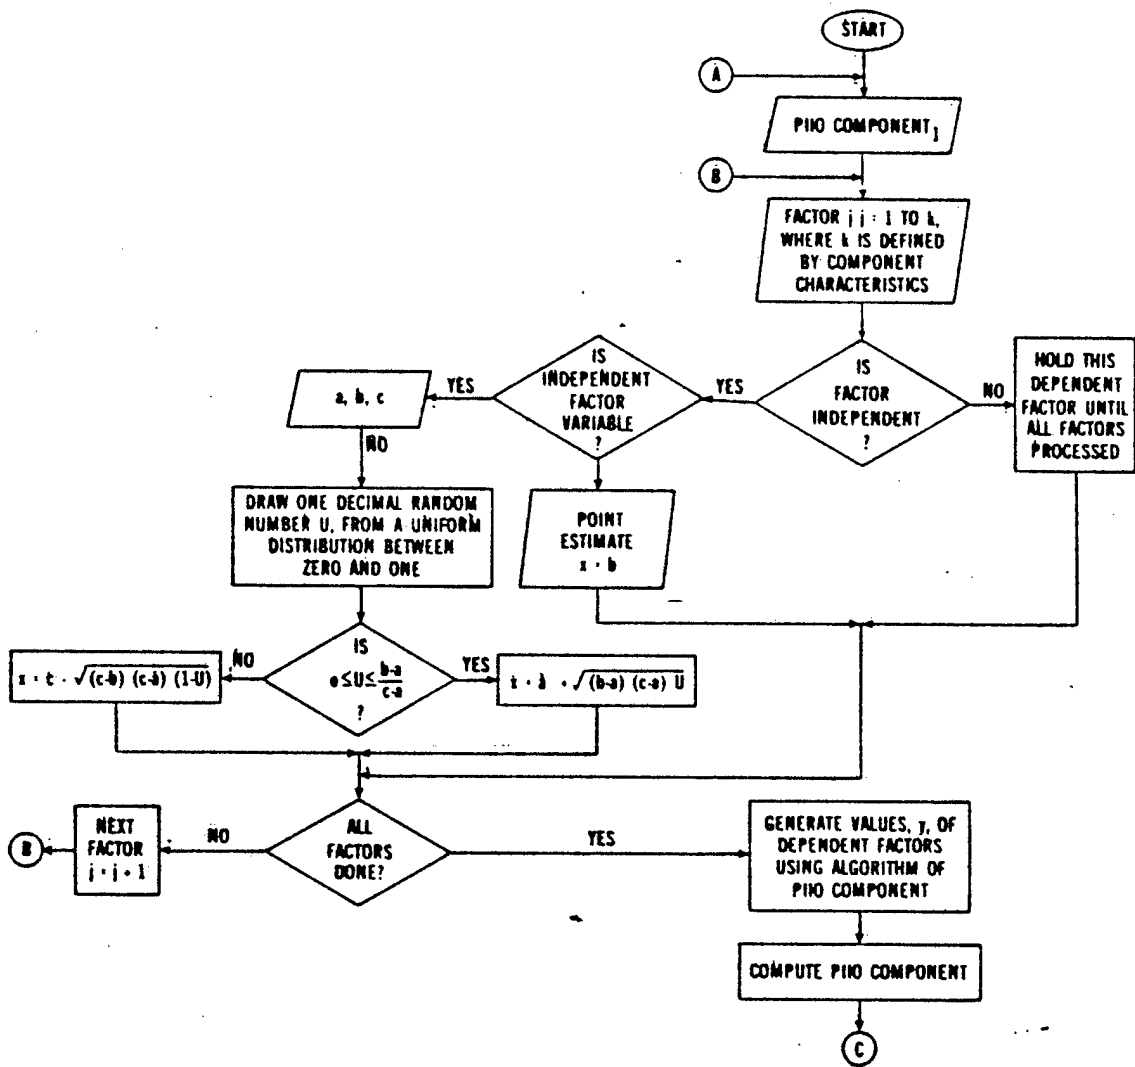 START
A
PIIO COMPONENT1
B
FACTOR j j = 1 TO k,
WHERE k IS DEFINED
BY COMPONENT
CHARACTERISTICS
IS
FACTOR
INDEPENDENT
?
NO
HOLD THIS
DEPENDENT
FACTOR UNTIL
ALL FACTORS
PROCESSED
YES
IS
INDEPENDENT
FACTOR
VARIABLE
?
YES
a, b, c
NO
DRAW ONE DECIMAL RANDOM
NUMBER U, FROM A UNIFORM
DISTRIBUTION BETWEEN
ZERO AND ONE
POINT
ESTIMATE
x = b
IS
o ≤ U ≤ b-a/c-a
?
NO
x = c - √(c-b) (c-a) (1-U)
YES
x = a + √(b-a) (c-a) U
ALL
FACTORS
DONE?
NO
NEXT
FACTOR
j = j + 1
B
YES
GENERATE VALUES, y, OF
DEPENDENT FACTORS
USING ALGORITHM OF
PIIO COMPONENT
COMPUTE PIIO COMPONENT
C